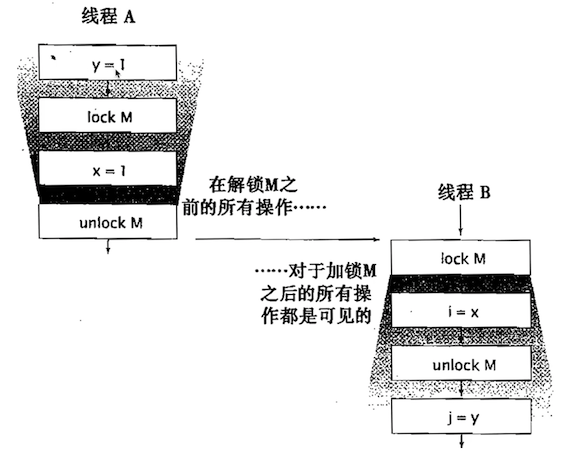 线程 A
y = 1
lock M
x = 1
unlock M
在解锁M之
前的所有操作……
线程 B
lock M
……对于加锁M
之后的所有操
作都是可见的
i = x
unlock M
j = y